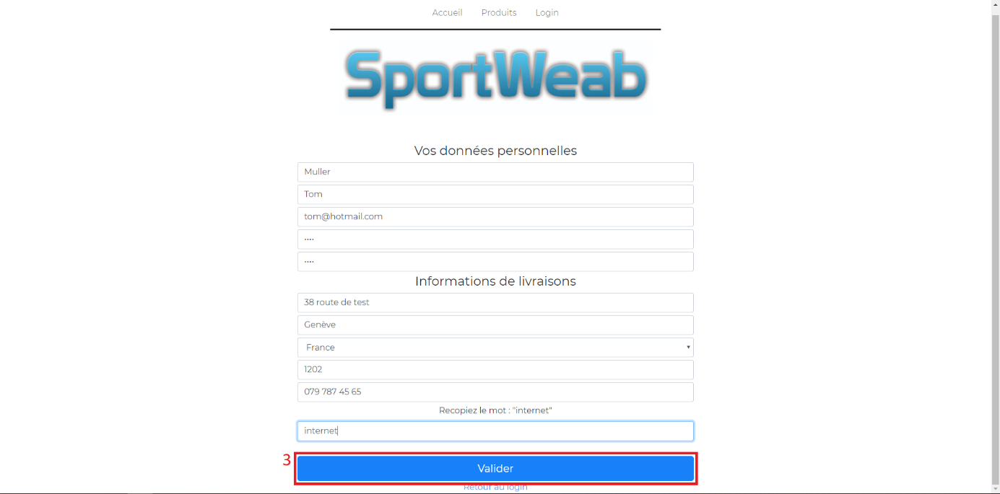 Accueil Produits Login
SportWeab
Vos données personnelles
Muller
Tom
tom@hotmail.com
....
....
Informations de livraisons
38 route de test
Genève
France
1202
079 787 45 65
Recopiez le mot : "internet"
internet
3 Valider
Retour au login